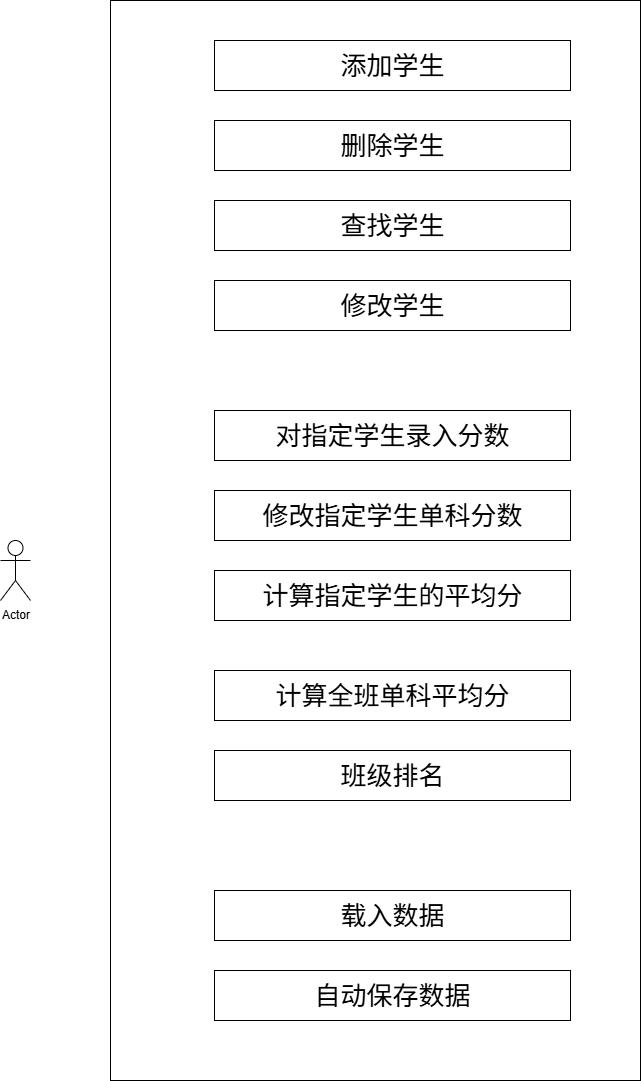 添加学生
删除学生
查找学生
修改学生
对指定学生录入分数
修改指定学生单科分数
Actor
计算指定学生的平均分
计算全班单科平均分
班级排名
载入数据
自动保存数据